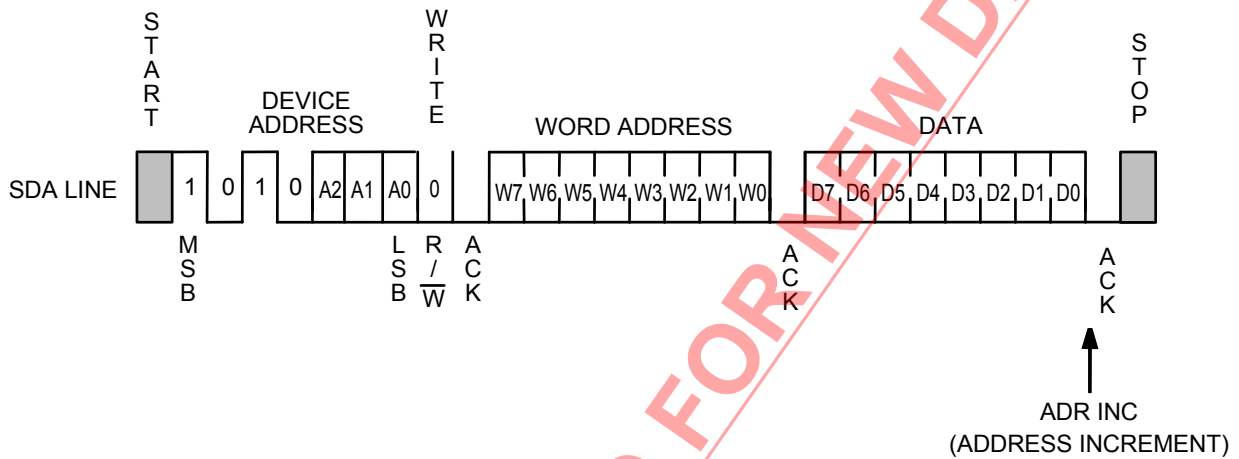 START
WRITE
STOP
DEVICE
ADDRESS
WORD ADDRESS
DATA
SDA LINE
1 0 1 0 A2 A1 A0 0 W7 W6 W5 W4 W3 W2 W1 W0 D7 D6 D5 D4 D3 D2 D1 D0
MSB
LSB
R/W̅
ACK
ACK
ACK
ADR INC
(ADDRESS INCREMENT)
FOR NEW